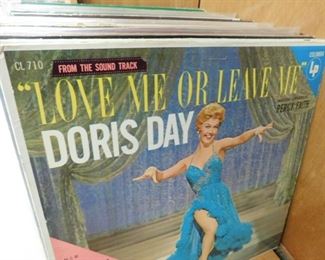 CL 710
FROM THE SOUND TRACK
COLUMBIA
Lp
"LOVE ME OR LEAVE ME"
PERCY FAITH
DORIS DAY